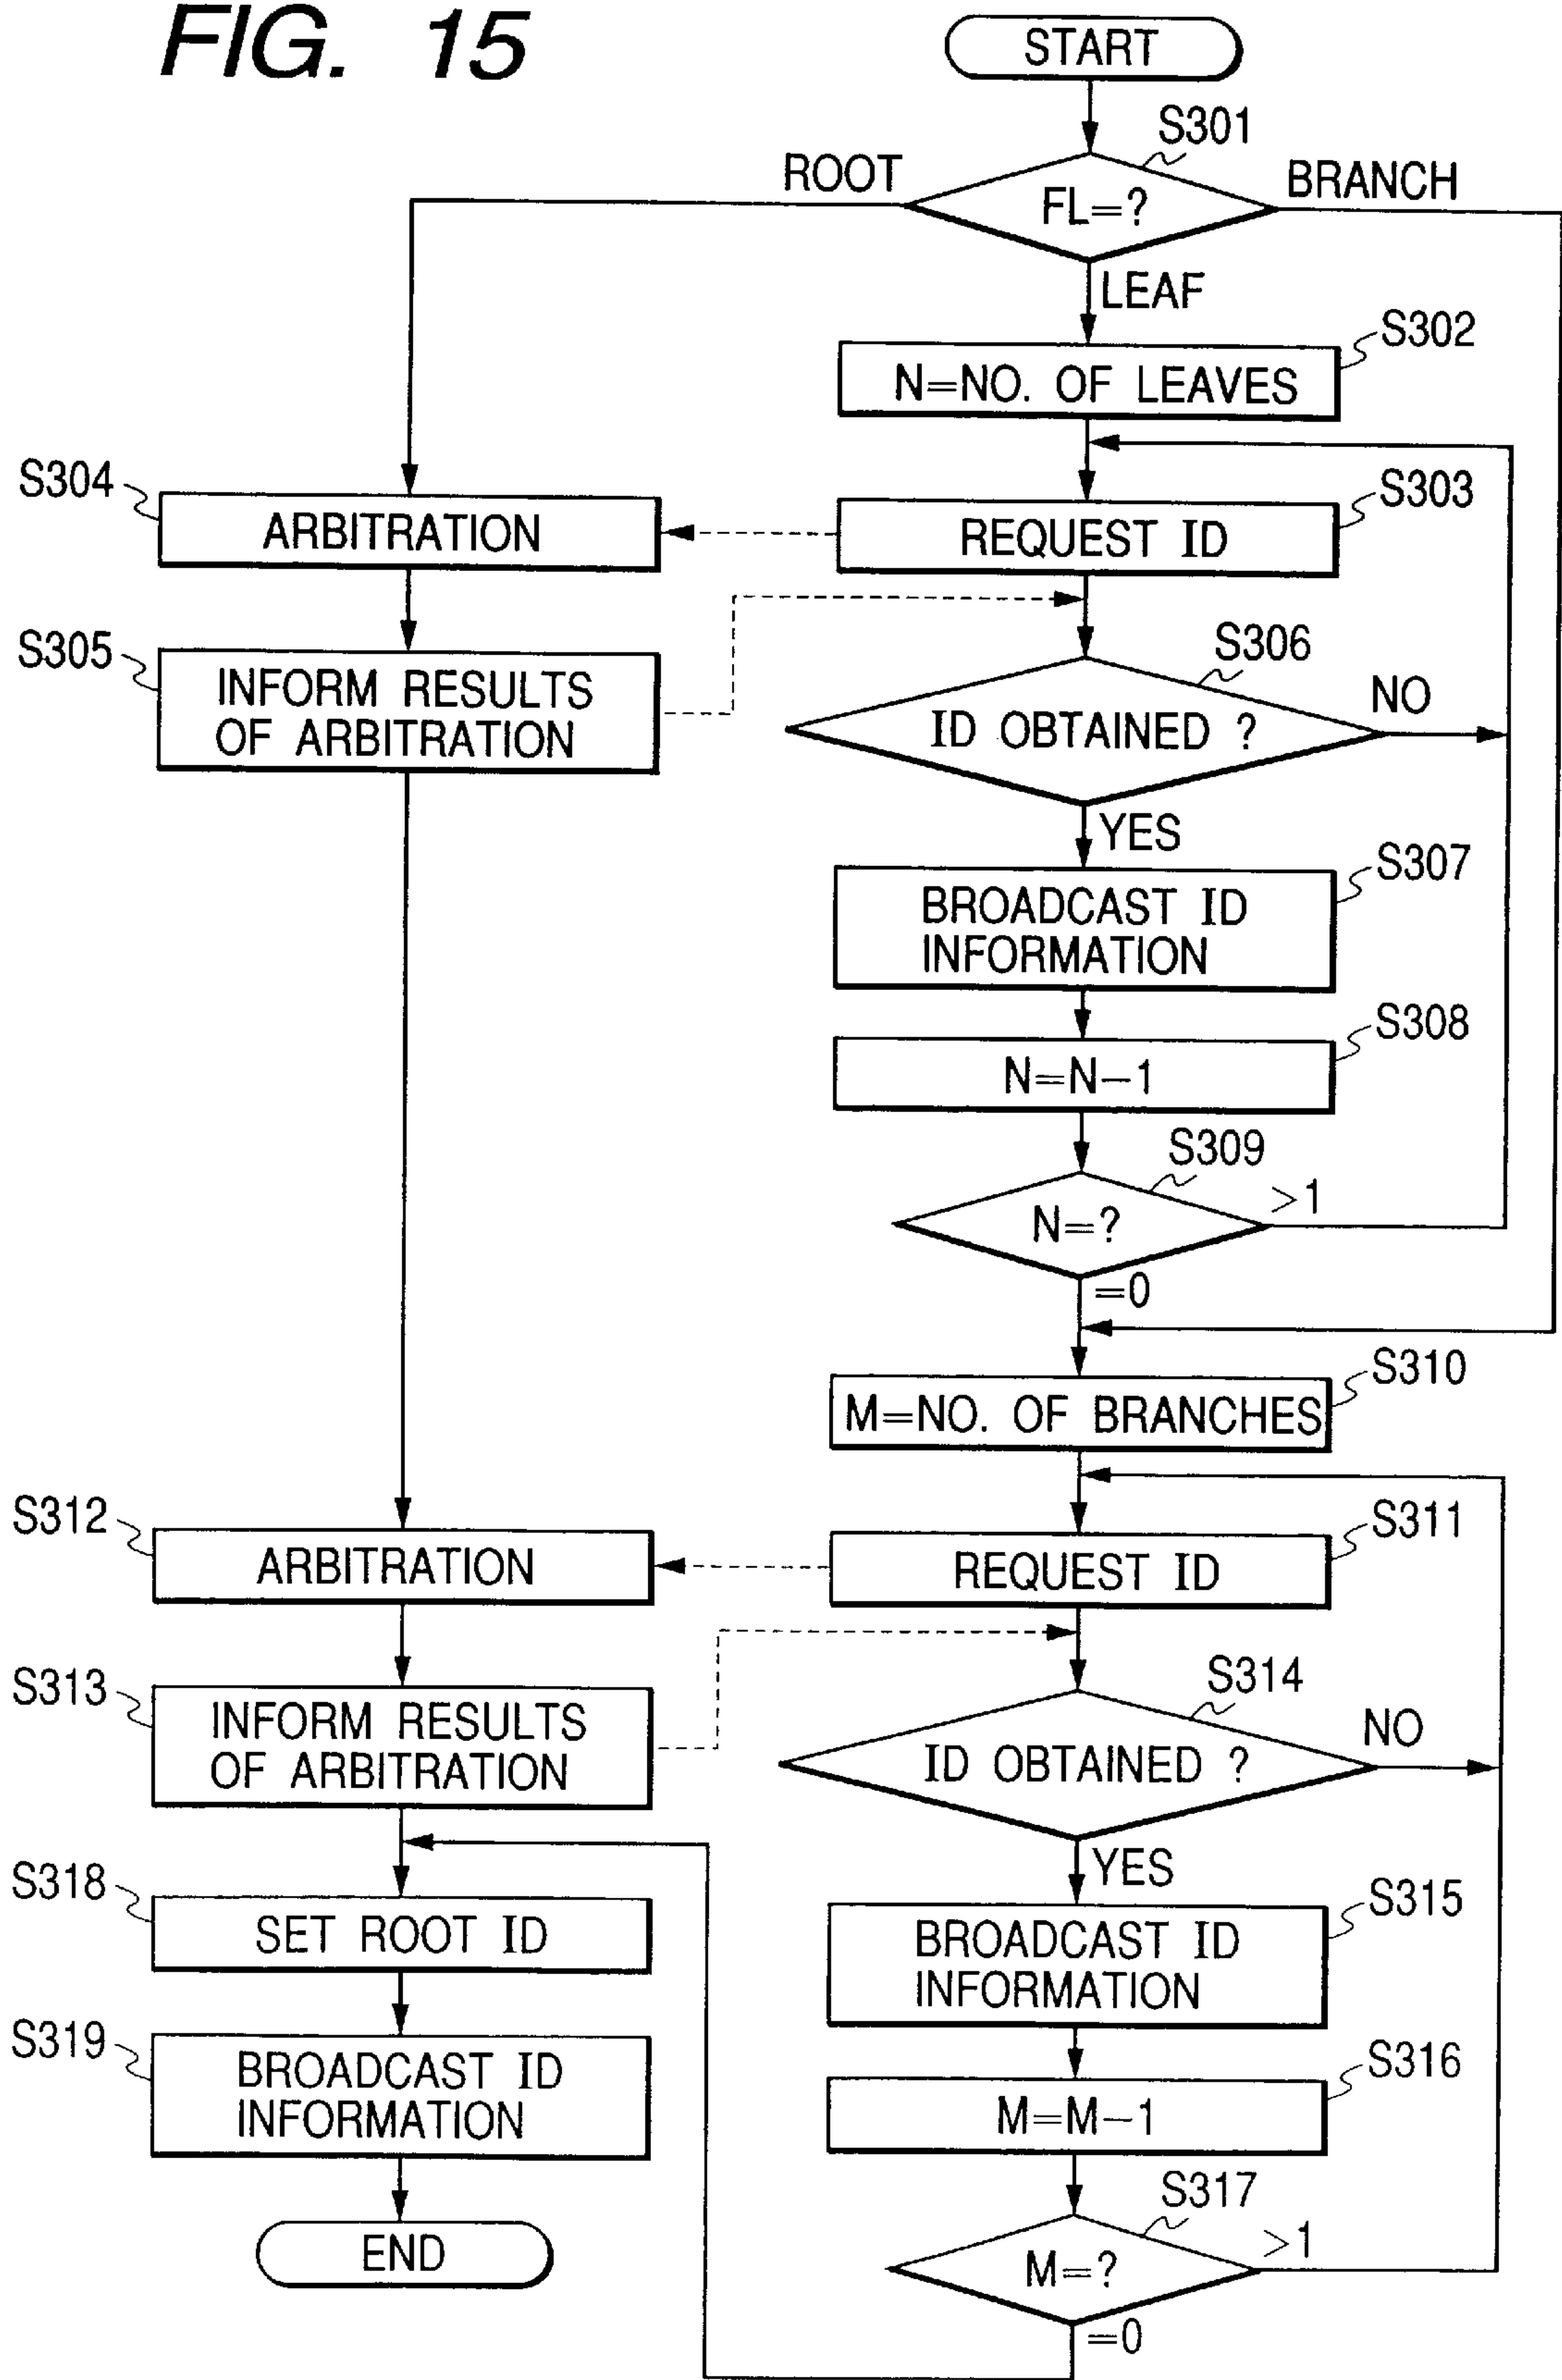 FIG. 15
START
S301
ROOT
BRANCH
FL=?
LEAF
S302
N=NO. OF LEAVES
S304
S303
ARBITRATION
REQUEST ID
S305
S306
INFORM RESULTS
OF ARBITRATION
NO
ID OBTAINED ?
YES
S307
BROADCAST ID
INFORMATION
S308
N=N-1
S309
>1
N=?
=0
S310
M=NO. OF BRANCHES
S312
S311
ARBITRATION
REQUEST ID
S313
S314
INFORM RESULTS
OF ARBITRATION
NO
ID OBTAINED ?
YES
S318
S315
SET ROOT ID
BROADCAST ID
INFORMATION
S319
S316
BROADCAST ID
INFORMATION
M=M-1
S317
>1
END
M=?
=0